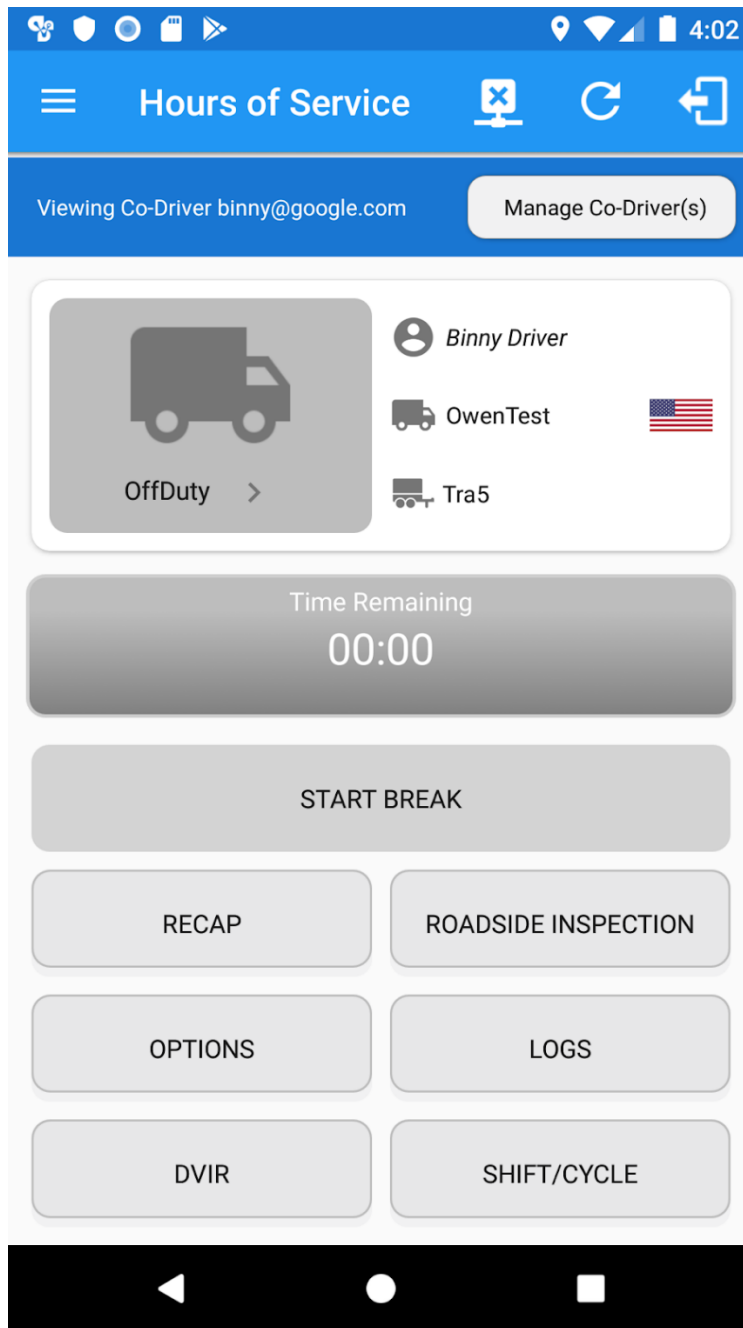 4:02
Hours of Service
Viewing Co-Driver binny@google.com
Manage Co-Driver(s)
Binny Driver
OwenTest
OffDuty
Tra5
Time Remaining
00:00
START BREAK
RECAP
ROADSIDE INSPECTION
OPTIONS
LOGS
DVIR
SHIFT/CYCLE